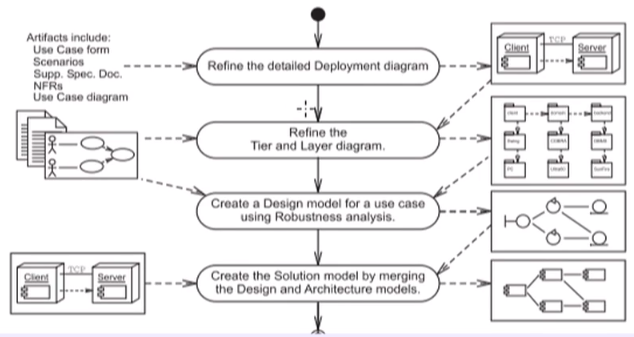 Artifacts include:
Use Case form
Scenarios
Supp. Spec. Doc.
NFRs
Use Case diagram
Refine the detailed Deployment diagram
Client
TCP
Server
Refine the
Tier and Layer diagram.
Create a Design model for a use case
using Robustness analysis.
Client
TCP
Server
Create the Solution model by merging
the Design and Architecture models.